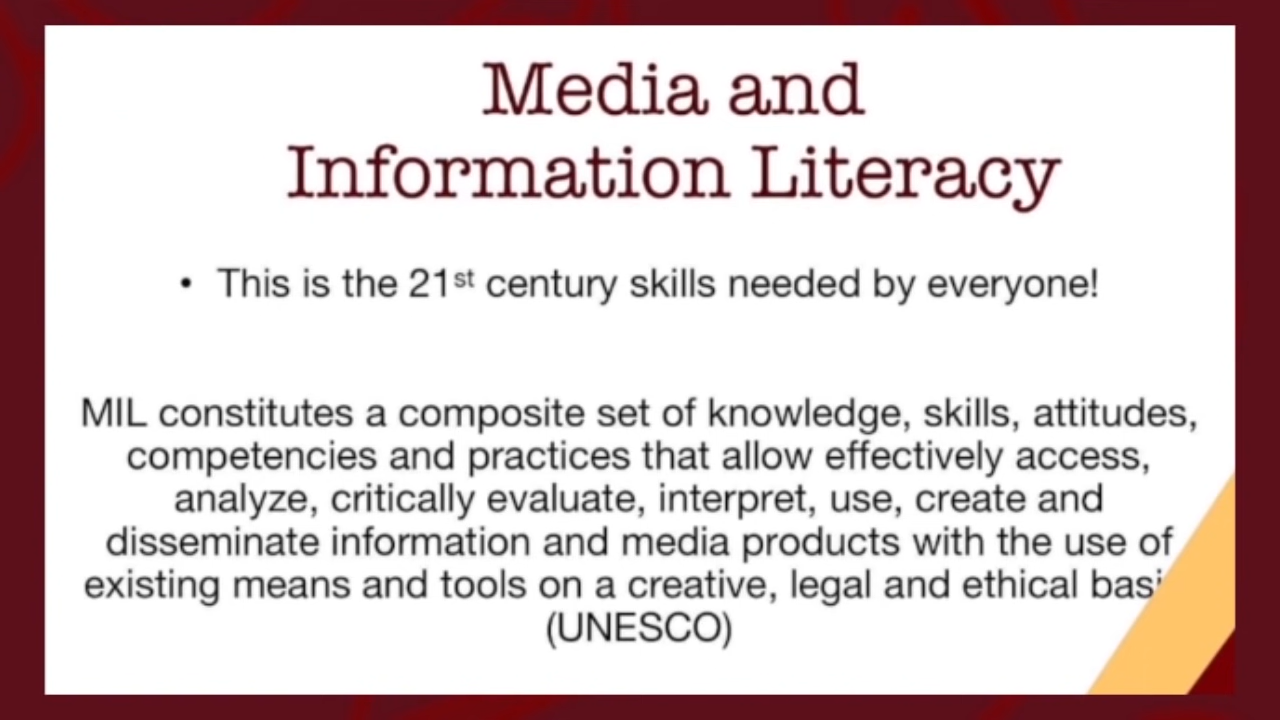 Media and
Information Literacy
• This is the 21st century skills needed by everyone!
MIL constitutes a composite set of knowledge, skills, attitudes,
competencies and practices that allow effectively access,
analyze, critically evaluate, interpret, use, create and
disseminate information and media products with the use of
existing means and tools on a creative, legal and ethical
(UNESCO)